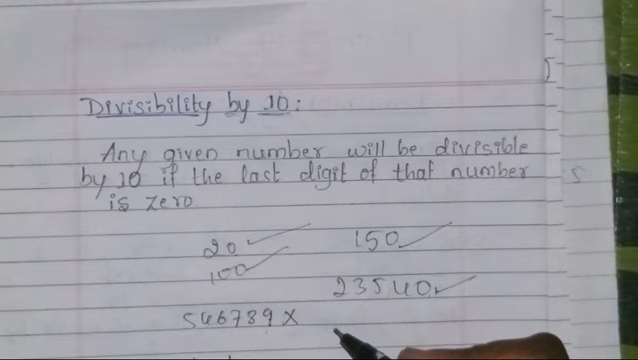 Divisibility by 10:
Any given number will be divisible
by 10 if the last digit of that number
is zero.
20 ✓ 150 ✓
100 ✓
23540 ✓
546789 ×